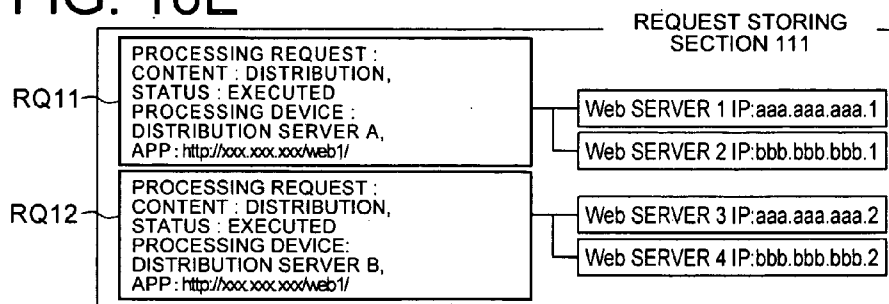 FIG. 10E
REQUEST STORING
SECTION 111
RQ11
PROCESSING REQUEST :
CONTENT : DISTRIBUTION,
STATUS : EXECUTED
PROCESSING DEVICE :
DISTRIBUTION SERVER A,
APP : http://xxx.xxx.xxx/web1/
Web SERVER 1 IP:aaa.aaa.aaa.1
Web SERVER 2 IP:bbb.bbb.bbb.1
RQ12
PROCESSING REQUEST :
CONTENT : DISTRIBUTION,
STATUS : EXECUTED
PROCESSING DEVICE:
DISTRIBUTION SERVER B,
APP : http://xxx.xxx.xxx/web1/
Web SERVER 3 IP:aaa.aaa.aaa.2
Web SERVER 4 IP:bbb.bbb.bbb.2